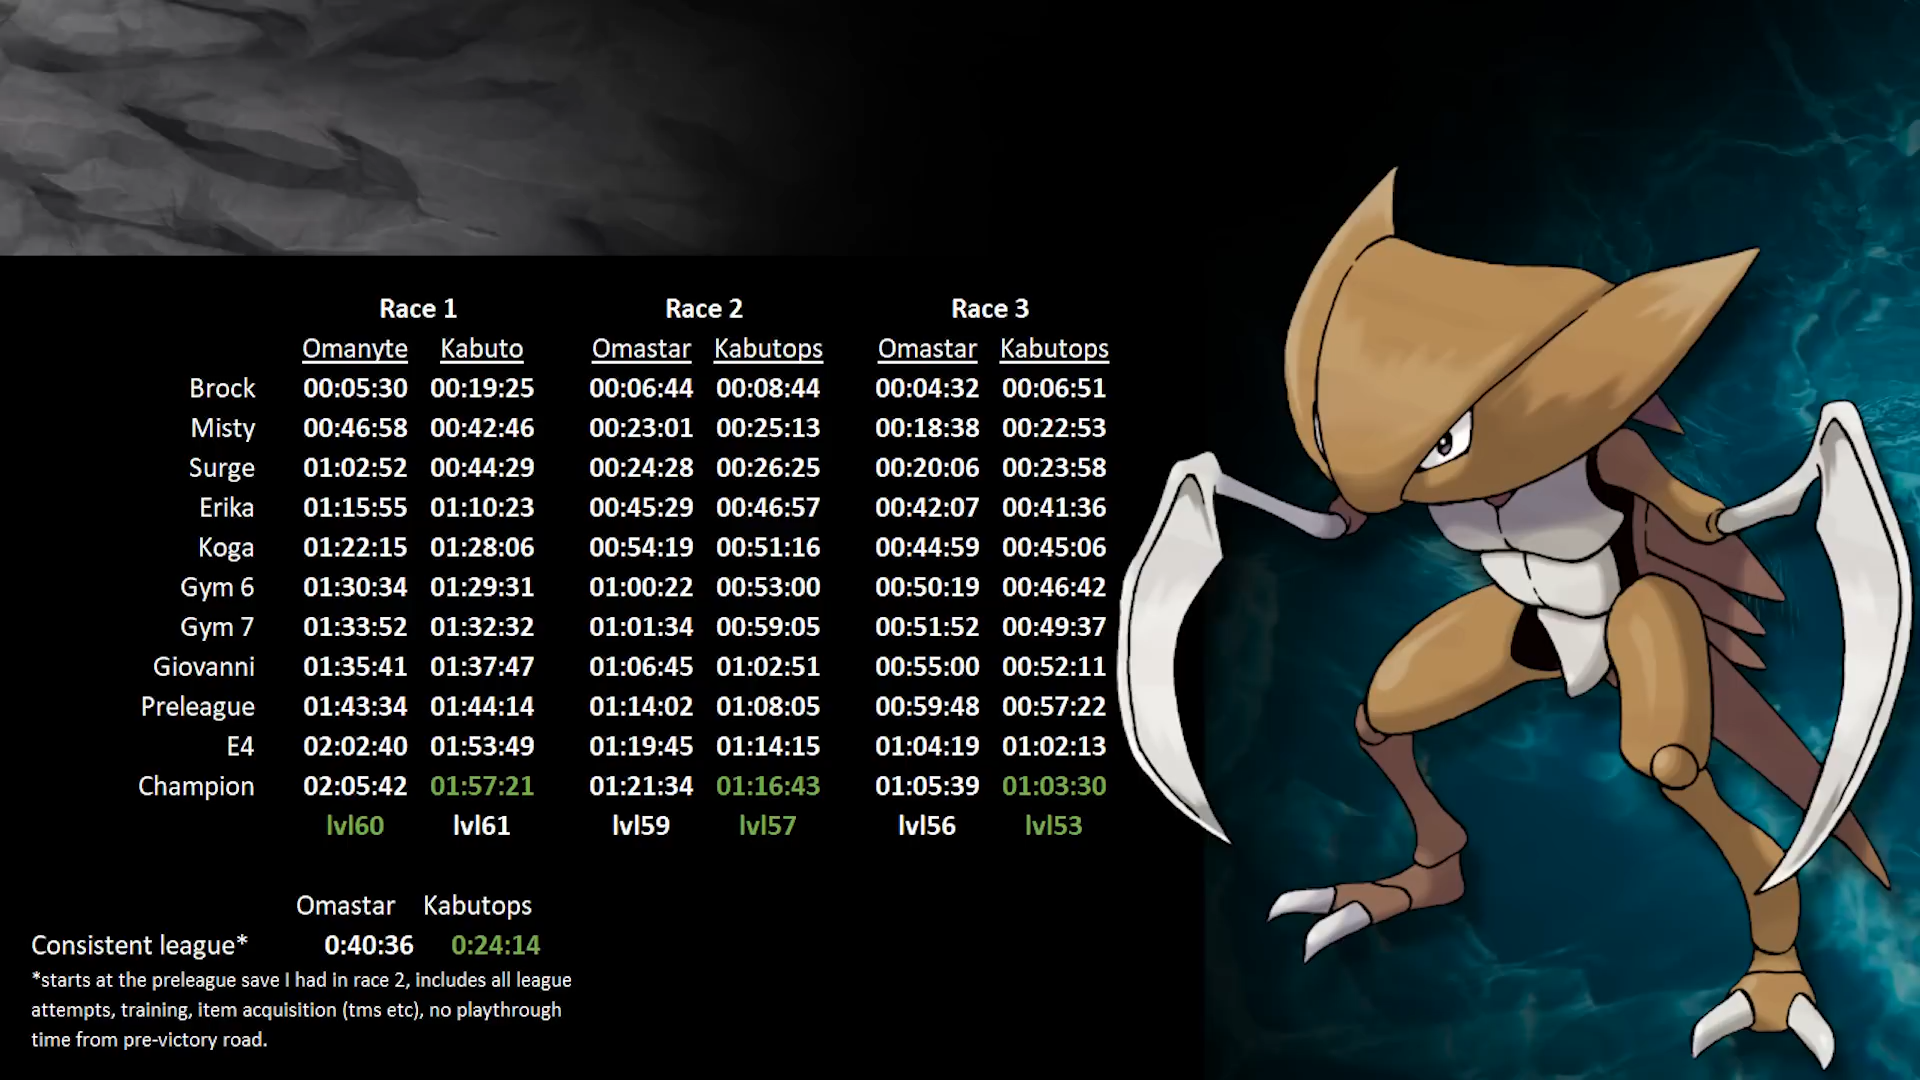 Race 1 Race 2 Race 3
Omanyte Kabuto Omastar Kabutops Omastar Kabutops
Brock 00:05:30 00:19:25 00:06:44 00:08:44 00:04:32 00:06:51
Misty 00:46:58 00:42:46 00:23:01 00:25:13 00:18:38 00:22:53
Surge 01:02:52 00:44:29 00:24:28 00:26:25 00:20:06 00:23:58
Erika 01:15:55 01:10:23 00:45:29 00:46:57 00:42:07 00:41:36
Koga 01:22:15 01:28:06 00:54:19 00:51:16 00:44:59 00:45:06
Gym 6 01:30:34 01:29:31 01:00:22 00:53:00 00:50:19 00:46:42
Gym 7 01:33:52 01:32:32 01:01:34 00:59:05 00:51:52 00:49:37
Giovanni 01:35:41 01:37:47 01:06:45 01:02:51 00:55:00 00:52:11
Preleague 01:43:34 01:44:14 01:14:02 01:08:05 00:59:48 00:57:22
E4 02:02:40 01:53:49 01:19:45 01:14:15 01:04:19 01:02:13
Champion 02:05:42 01:57:21 01:21:34 01:16:43 01:05:39 01:03:30
lvl60 lvl61 lvl59 lvl57 lvl56 lvl53
Omastar Kabutops
Consistent league* 0:40:36 0:24:14
*starts at the preleague save I had in race 2, includes all league
attempts, training, item acquisition (tms etc), no playthrough
time from pre-victory road.